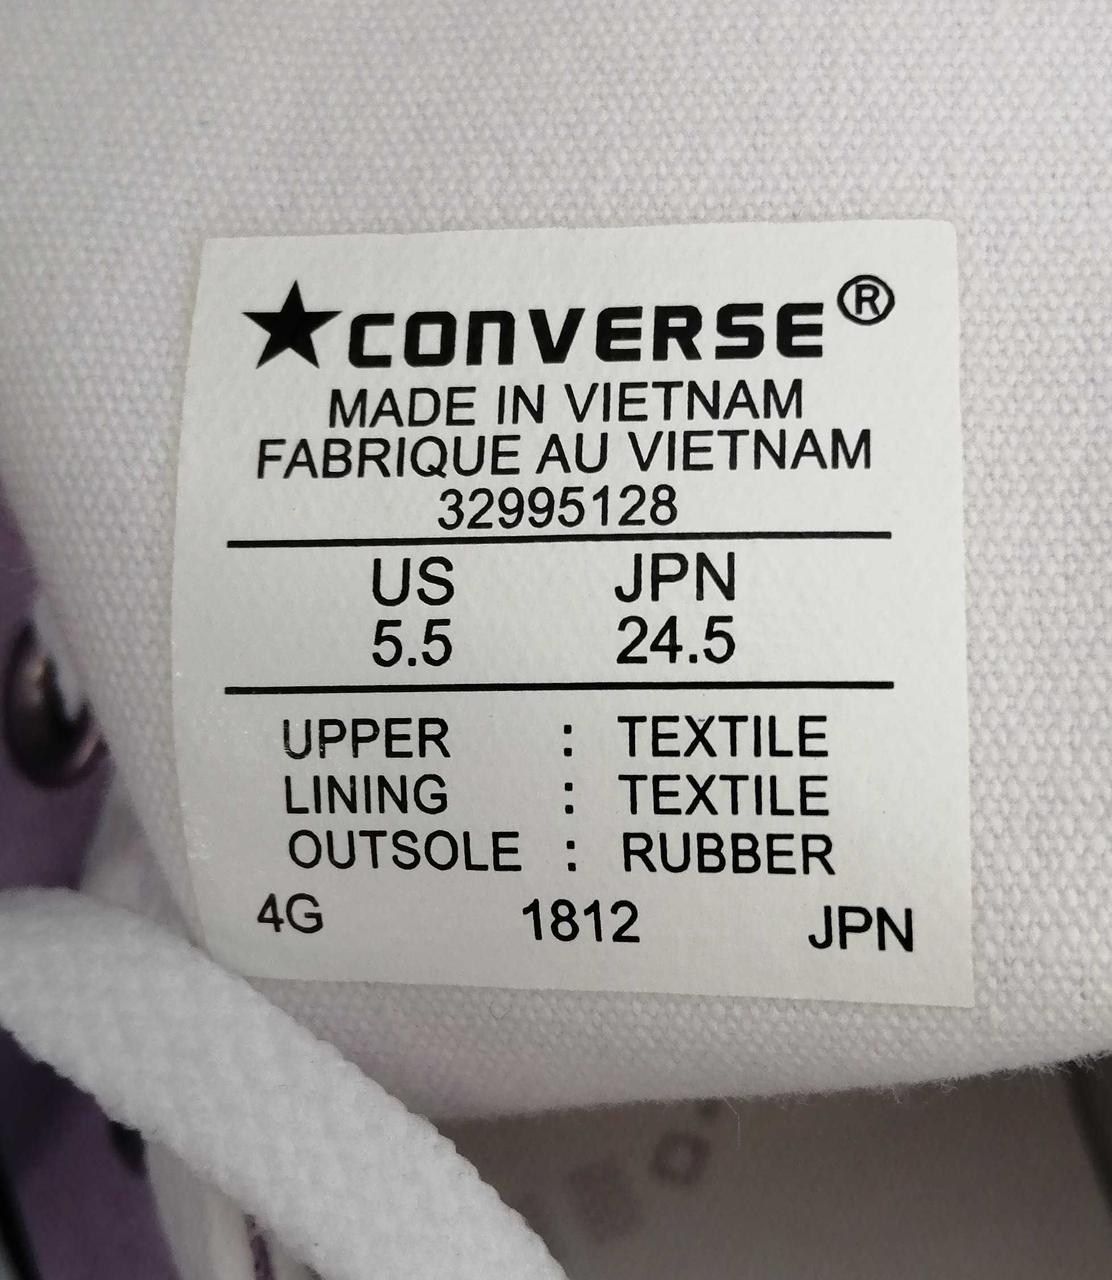 ★CONVERSE®
MADE IN VIETNAM
FABRIQUE AU VIETNAM
32995128
US JPN
5.5 24.5
UPPER : TEXTILE
LINING : TEXTILE
OUTSOLE : RUBBER
4G 1812 JPN